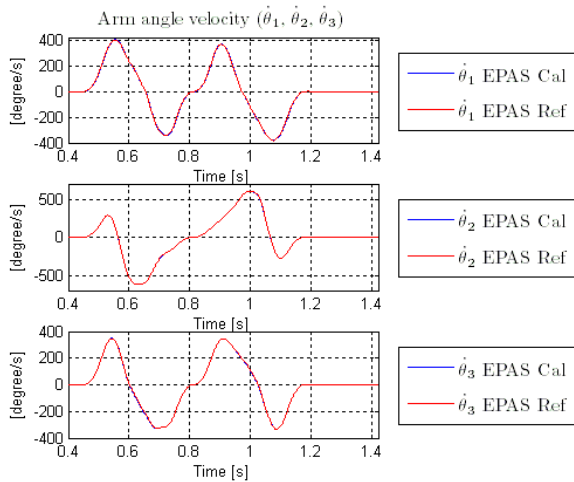 Arm angle velocity (θ̇₁, θ̇₂, θ̇₃)
[degree/s]
400
200
0
-200
-400
0.4 0.6 0.8 1 1.2 1.4
Time [s]
θ̇₁ EPAS Cal
θ̇₁ EPAS Ref
[degree/s]
500
0
-500
0.4 0.6 0.8 1 1.2 1.4
Time [s]
θ̇₂ EPAS Cal
θ̇₂ EPAS Ref
[degree/s]
400
200
0
-200
-400
0.4 0.6 0.8 1 1.2 1.4
Time [s]
θ̇₃ EPAS Cal
θ̇₃ EPAS Ref